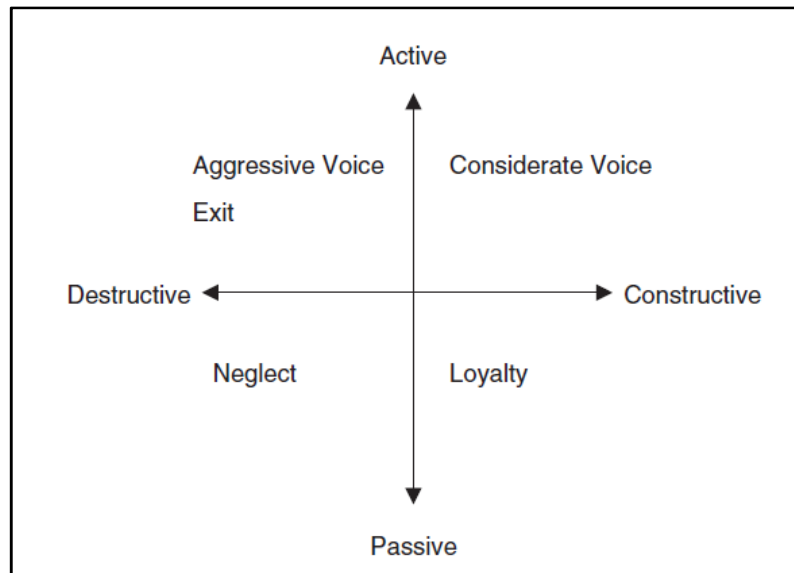 Active
Aggressive Voice
Considerate Voice
Exit
Destructive
Constructive
Neglect
Loyalty
Passive